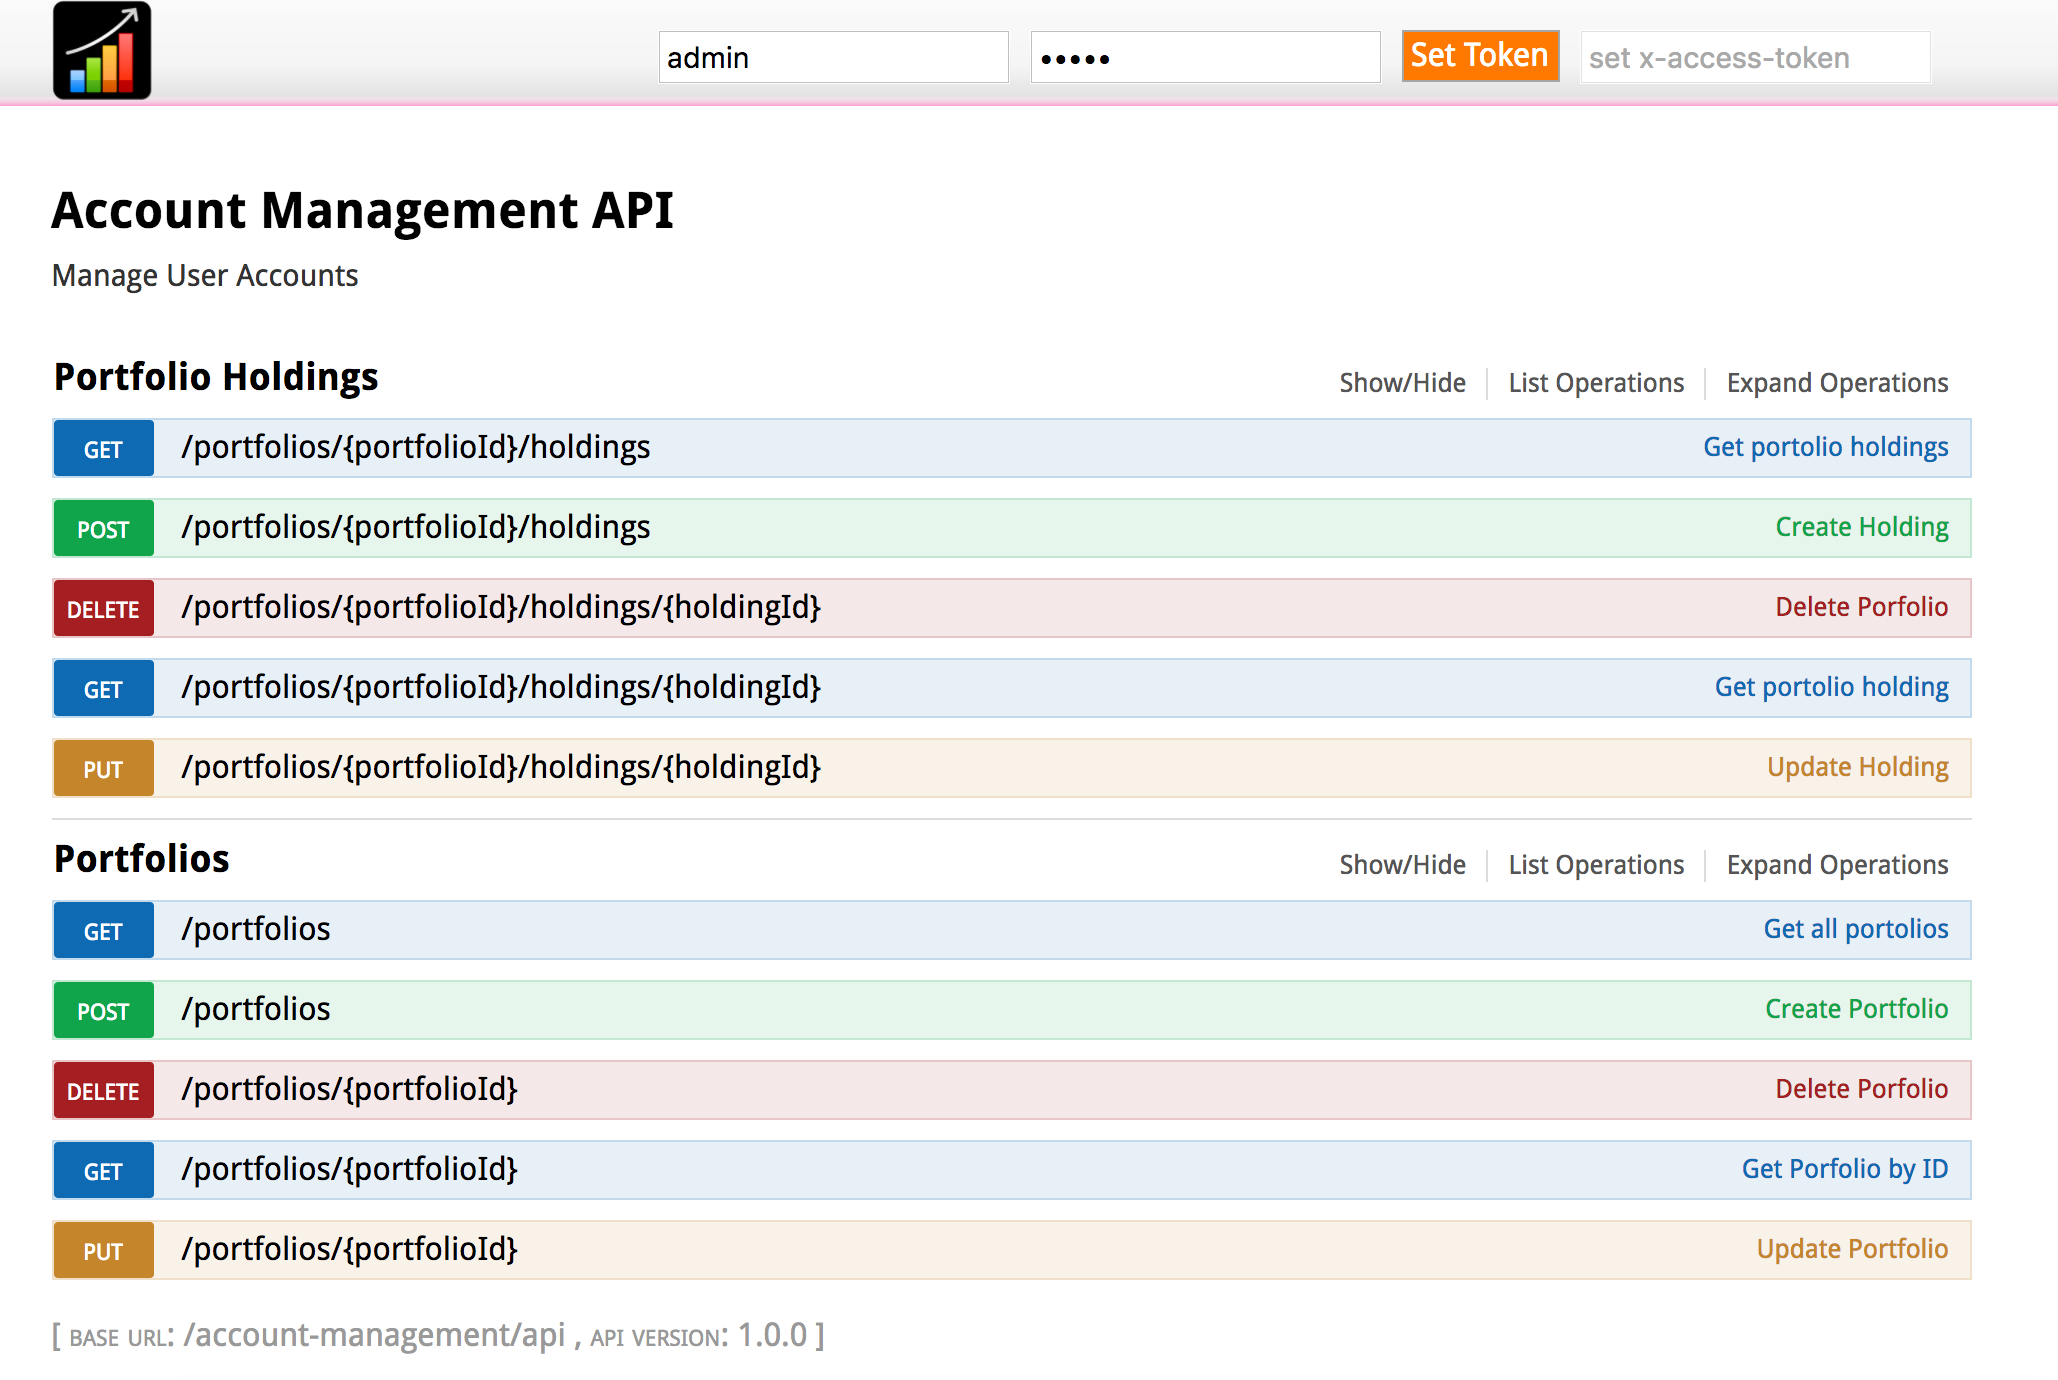 admin ••••• Set Token set x-access-token
Account Management API
Manage User Accounts
Portfolio Holdings Show/Hide List Operations Expand Operations
GET /portfolios/{portfolioId}/holdings Get portolio holdings
POST /portfolios/{portfolioId}/holdings Create Holding
DELETE /portfolios/{portfolioId}/holdings/{holdingId} Delete Porfolio
GET /portfolios/{portfolioId}/holdings/{holdingId} Get portolio holding
PUT /portfolios/{portfolioId}/holdings/{holdingId} Update Holding
Portfolios Show/Hide List Operations Expand Operations
GET /portfolios Get all portolios
POST /portfolios Create Portfolio
DELETE /portfolios/{portfolioId} Delete Porfolio
GET /portfolios/{portfolioId} Get Porfolio by ID
PUT /portfolios/{portfolioId} Update Portfolio
[ BASE URL: /account-management/api , API VERSION: 1.0.0 ]